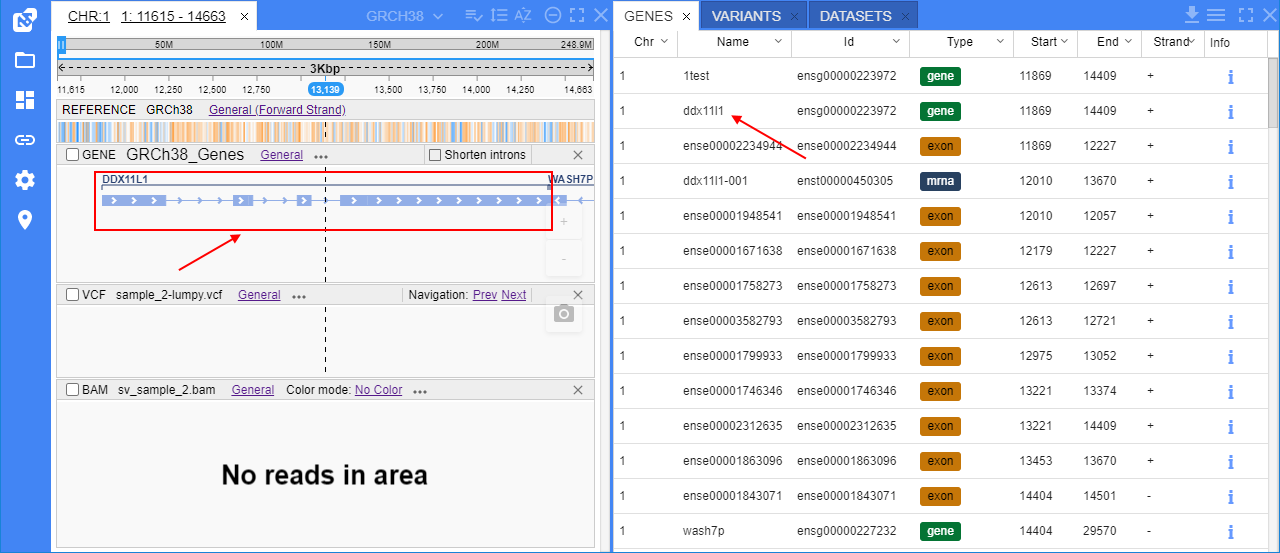 CHR:1 1: 11615 - 14663 GRCH38
50M 100M 150M 200M 248.9M
3Kbp
11,615 12,000 12,250 12,500 12,750 13,139 13,500 13,750 14,000 14,250 14,663
REFERENCE GRCh38 General (Forward Strand)
GENE GRCh38_Genes General ... Shorten introns
DDX11L1 WASH7P
+
-
VCF sample_2-lumpy.vcf General ... Navigation: Prev Next
BAM sv_sample_2.bam General Color mode: No Color ...
No reads in area
GENES VARIANTS DATASETS
Chr Name Id Type Start End Strand Info
1 1test ensg00000223972 gene 11869 14409 +
1 ddx11l1 ensg00000223972 gene 11869 14409 +
1 ense00002234944 ense00002234944 exon 11869 12227 +
1 ddx11l1-001 enst00000450305 mrna 12010 13670 +
1 ense00001948541 ense00001948541 exon 12010 12057 +
1 ense00001671638 ense00001671638 exon 12179 12227 +
1 ense00001758273 ense00001758273 exon 12613 12697 +
1 ense00003582793 ense00003582793 exon 12613 12721 +
1 ense00001799933 ense00001799933 exon 12975 13052 +
1 ense00001746346 ense00001746346 exon 13221 13374 +
1 ense00002312635 ense00002312635 exon 13221 14409 +
1 ense00001863096 ense00001863096 exon 13453 13670 +
1 ense00001843071 ense00001843071 exon 14404 14501 -
1 wash7p ensg00000227232 gene 14404 29570 -